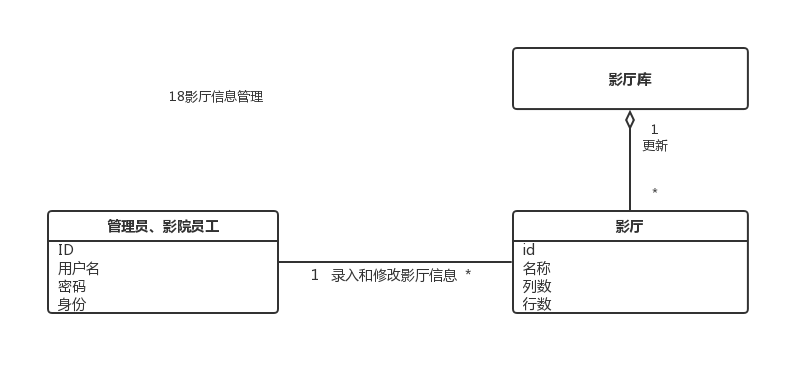 影厅库
18影厅信息管理
1
更新
*
管理员、影院员工
ID
用户名
密码
身份
1 录入和修改影厅信息 *
影厅
id
名称
列数
行数